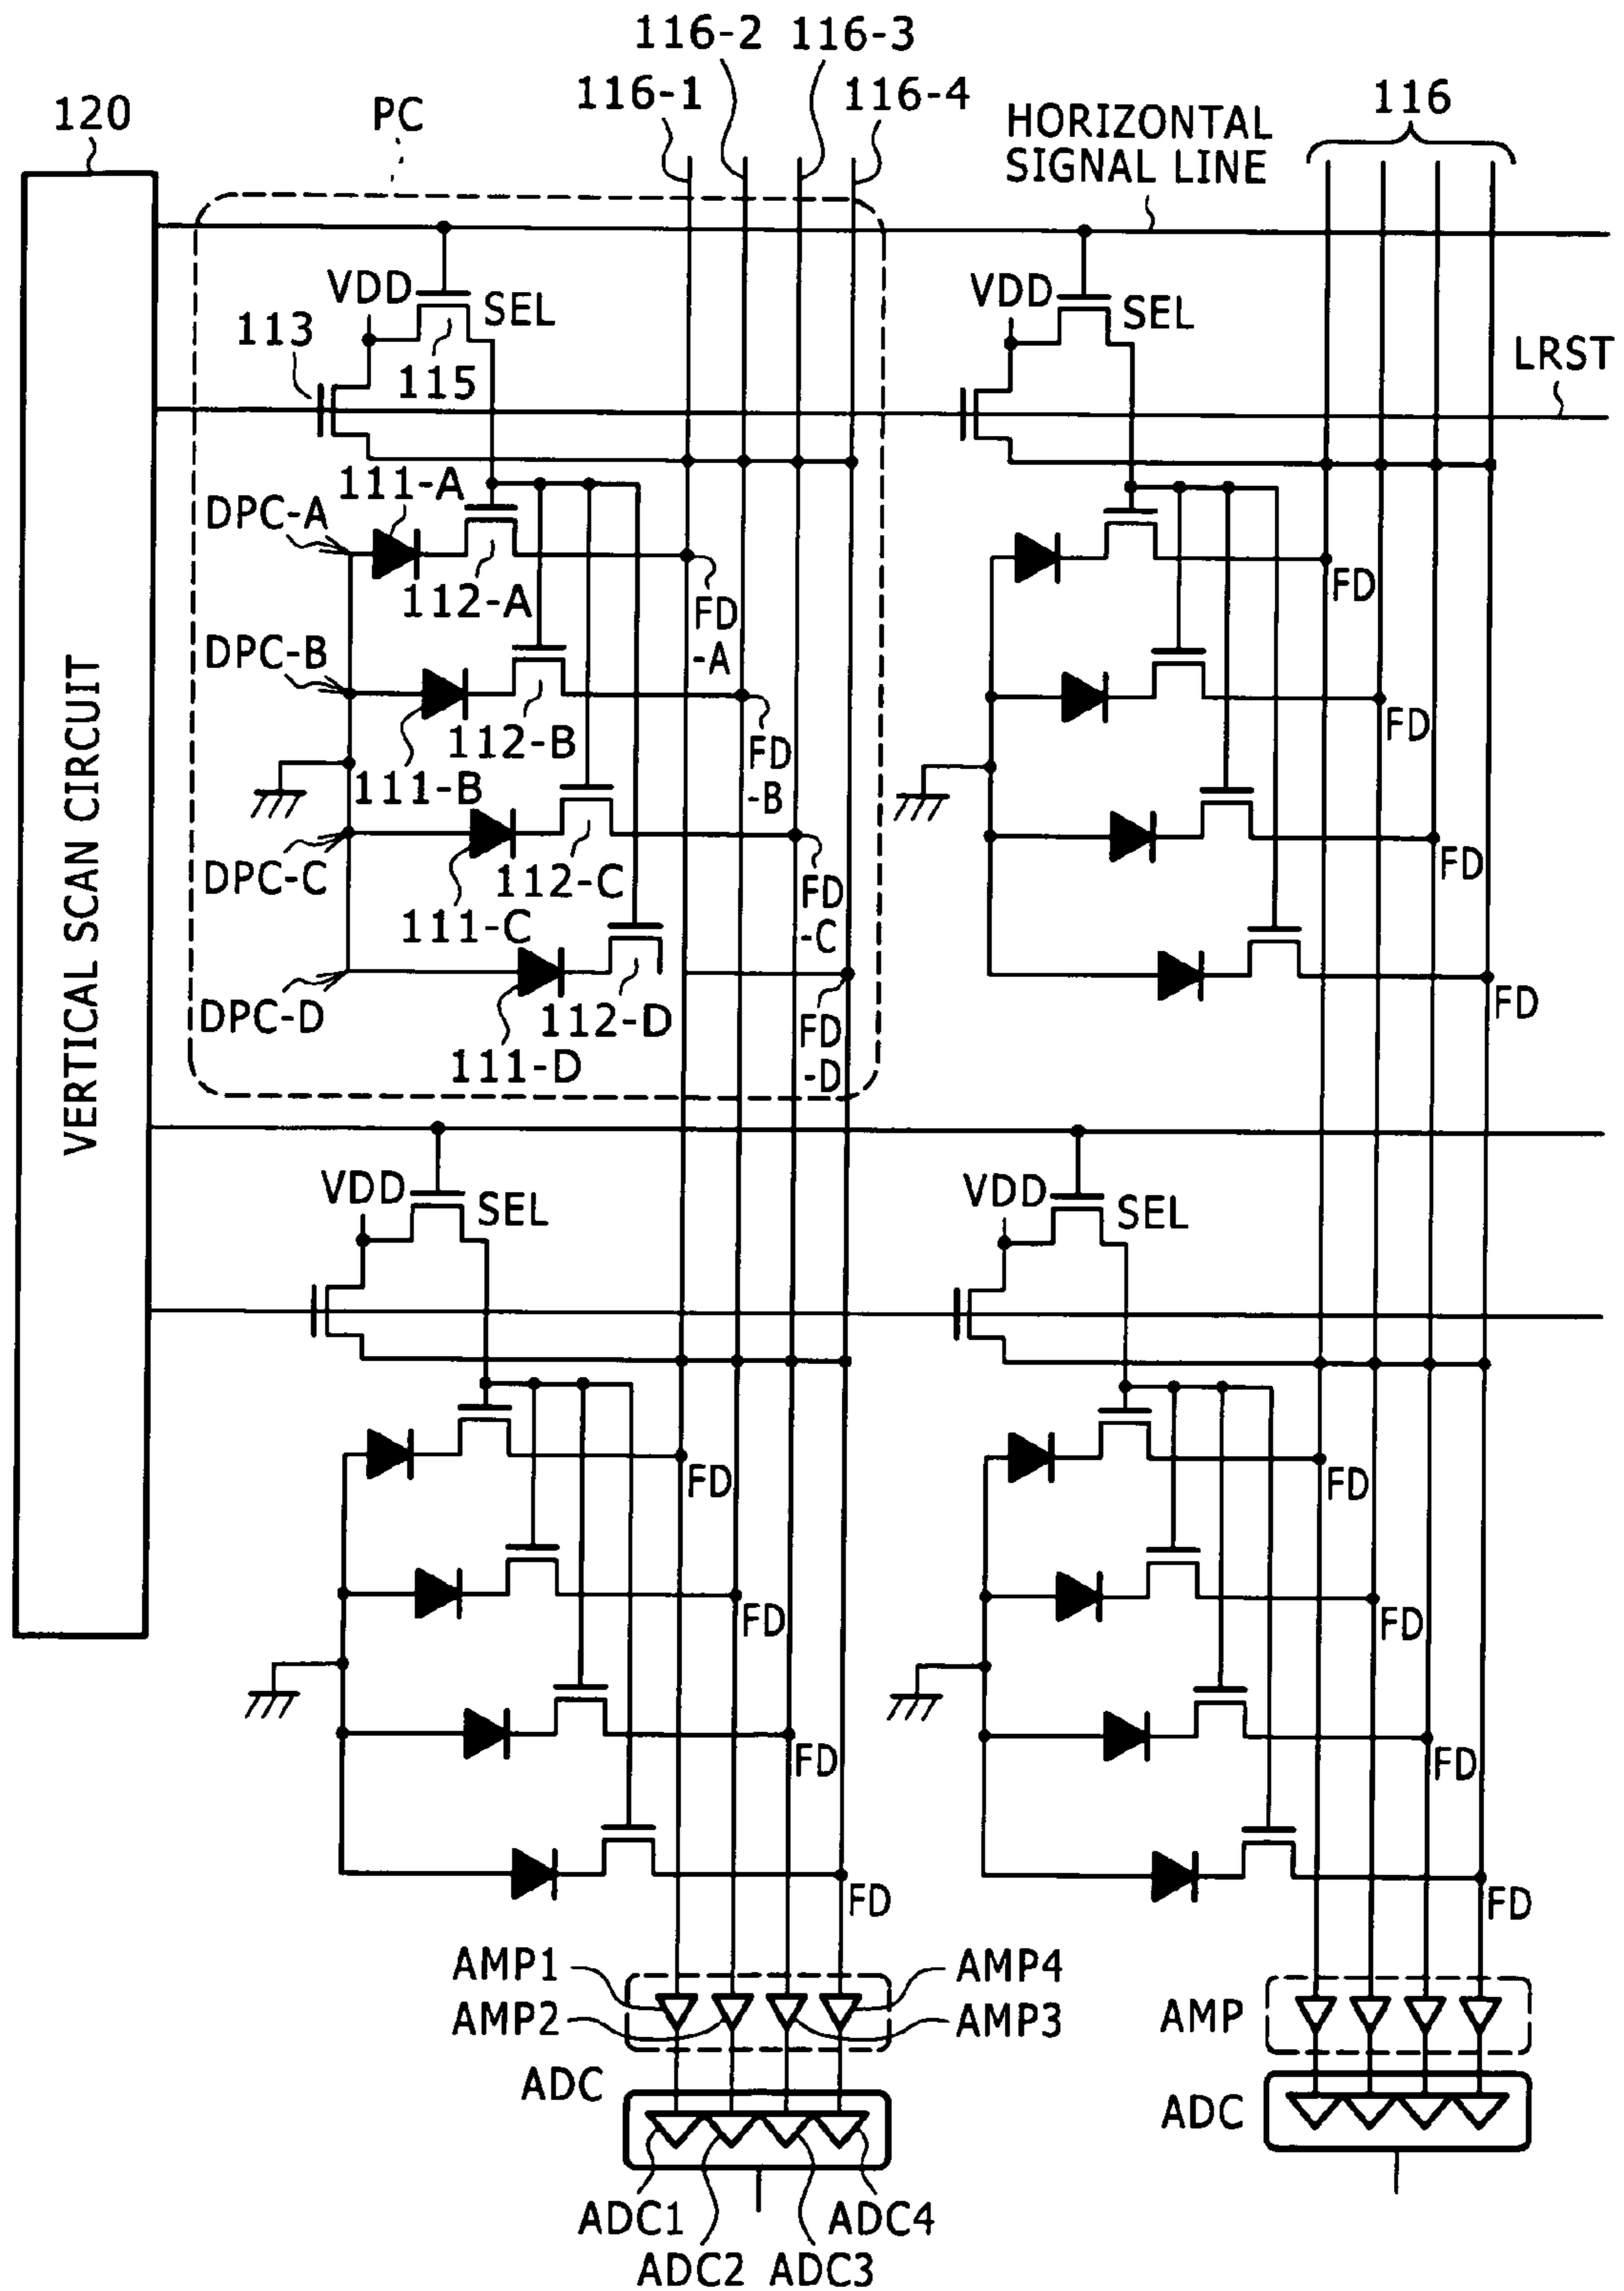 116-2 116-3
116-1 116-4
120
PC
HORIZONTAL
SIGNAL LINE
116
VDD
SEL
113
115
VDD
SEL
LRST
111-A
DPC-A
112-A
FD
-A
FD
DPC-B
112-B
111-B
FD
-B
FD
DPC-C
112-C
111-C
FD
-C
FD
DPC-D
112-D
111-D
FD
-D
FD
VERTICAL SCAN CIRCUIT
VDD
SEL
VDD
SEL
FD
FD
FD
FD
FD
FD
FD
FD
AMP1
AMP4
AMP2
AMP3
AMP
ADC
ADC
ADC1
ADC4
ADC2 ADC3